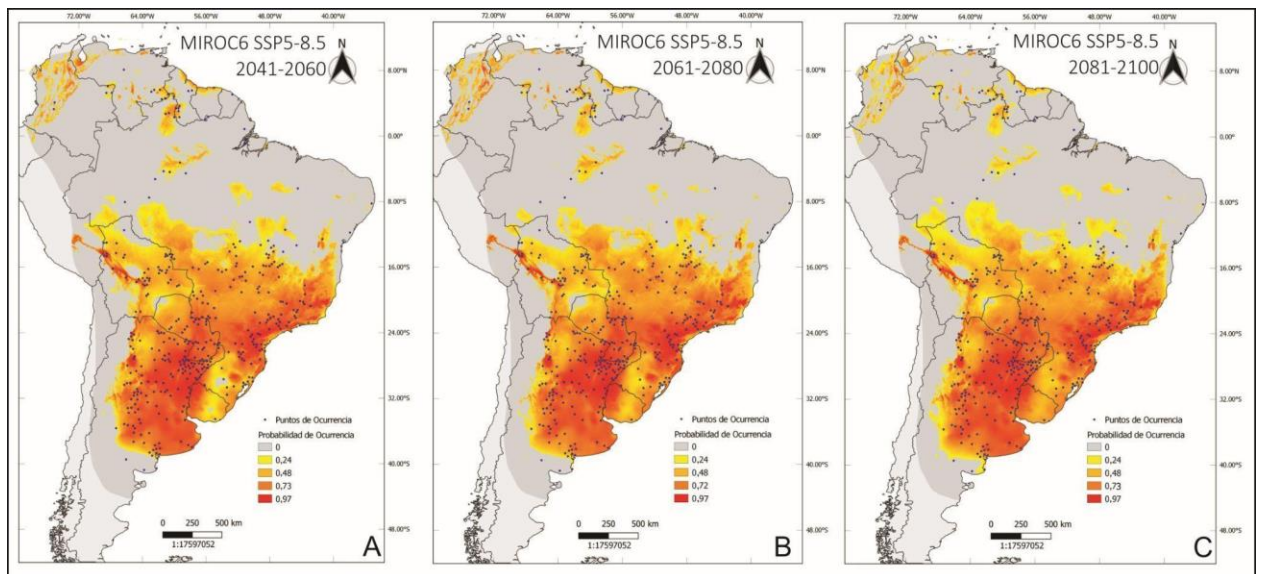 72.00°W 64.00°W 56.00°W 48.00°W 40.00°W
MIROC6 SSP5-8.5
2041-2060
N
8.00°N
0.00°
8.00°S
16.00°S
24.00°S
32.00°S
40.00°S
48.00°S
Puntos de Ocurrencia
Probabilidad de Ocurrencia
0
0,24
0,48
0,73
0,97
0 250 500 km
1:17597052
A
72.00°W 64.00°W 56.00°W 48.00°W 40.00°W
MIROC6 SSP5-8.5
2061-2080
N
8.00°N
0.00°
8.00°S
16.00°S
24.00°S
32.00°S
40.00°S
48.00°S
Puntos de Ocurrencia
Probabilidad de Ocurrencia
0
0,24
0,48
0,72
0,97
0 250 500 km
1:17597052
B
72.00°W 64.00°W 56.00°W 48.00°W 40.00°W
MIROC6 SSP5-8.5
2081-2100
N
8.00°N
0.00°
8.00°S
16.00°S
24.00°S
32.00°S
40.00°S
48.00°S
Puntos de Ocurrencia
Probabilidad de Ocurrencia
0
0,24
0,48
0,73
0,97
0 250 500 km
1:17597052
C